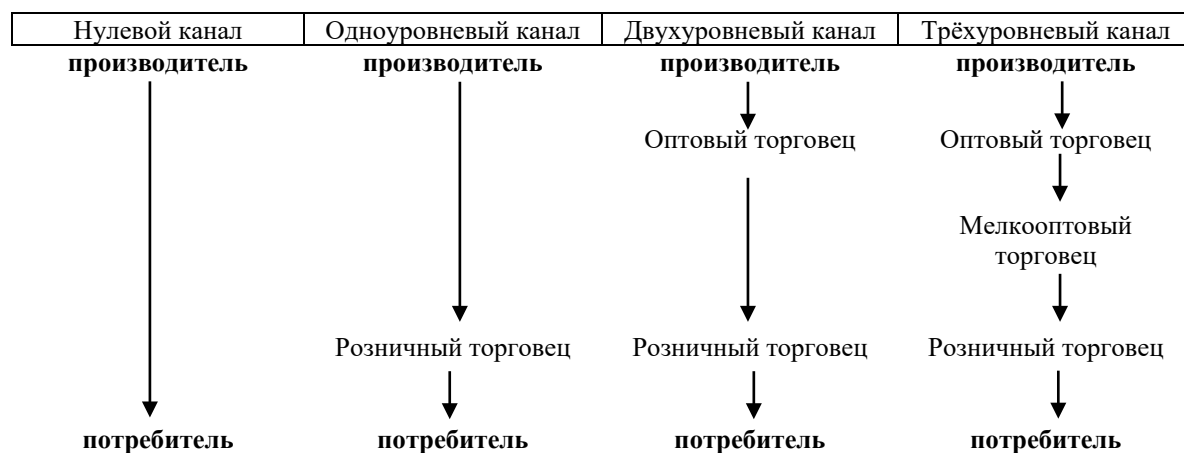 Нулевой канал Одноуровневый канал Двухуровневый канал Трёхуровневый канал
производитель производитель производитель производитель
Оптовый торговец Оптовый торговец
Мелкооптовый
торговец
Розничный торговец Розничный торговец Розничный торговец
потребитель потребитель потребитель потребитель